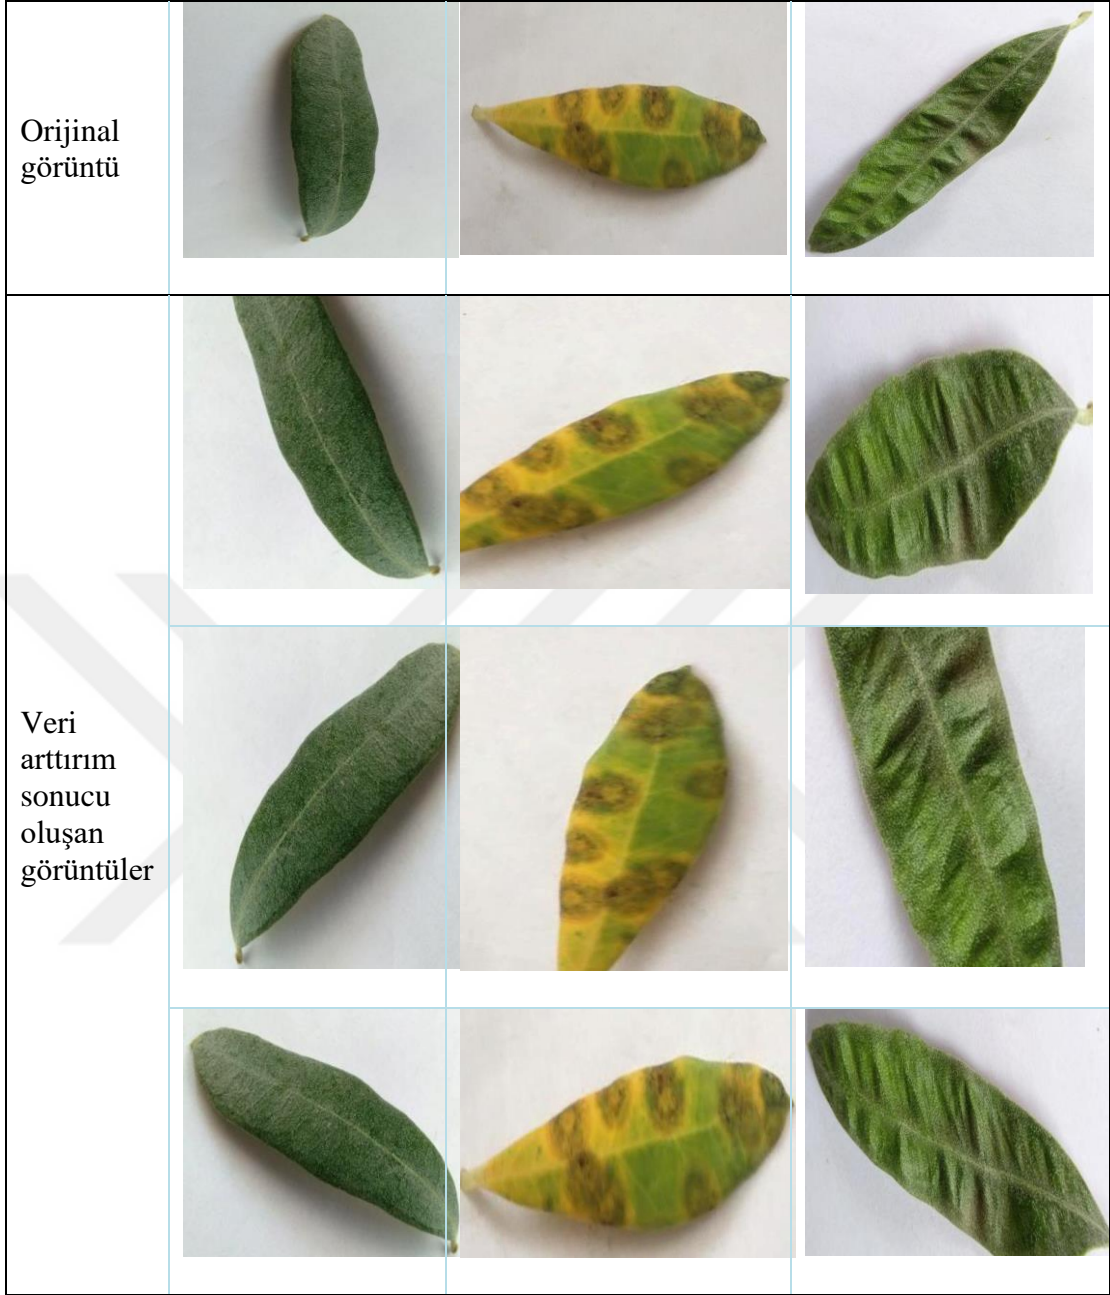 Orijinal
görüntü
Veri
arttırım
sonucu
oluşan
görüntüler